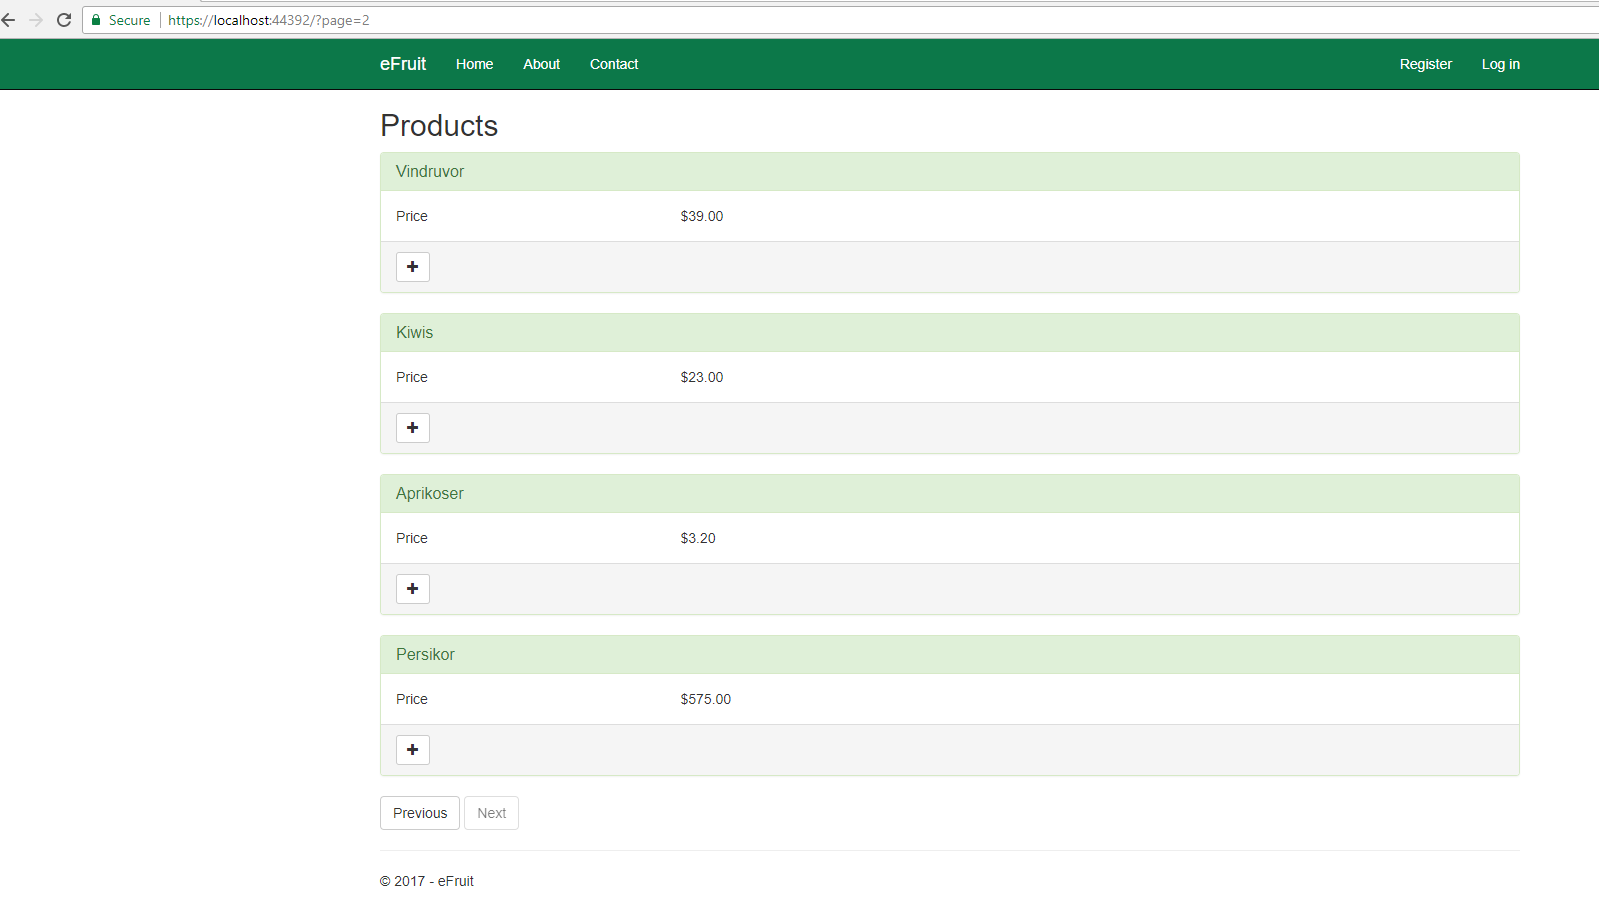 Secure https://localhost:44392/?page=2
eFruit Home About Contact Register Log in
Products
Vindruvor
Price $39.00
Kiwis
Price $23.00
Aprikoser
Price $3.20
Persikor
Price $575.00
Previous Next
© 2017 - eFruit